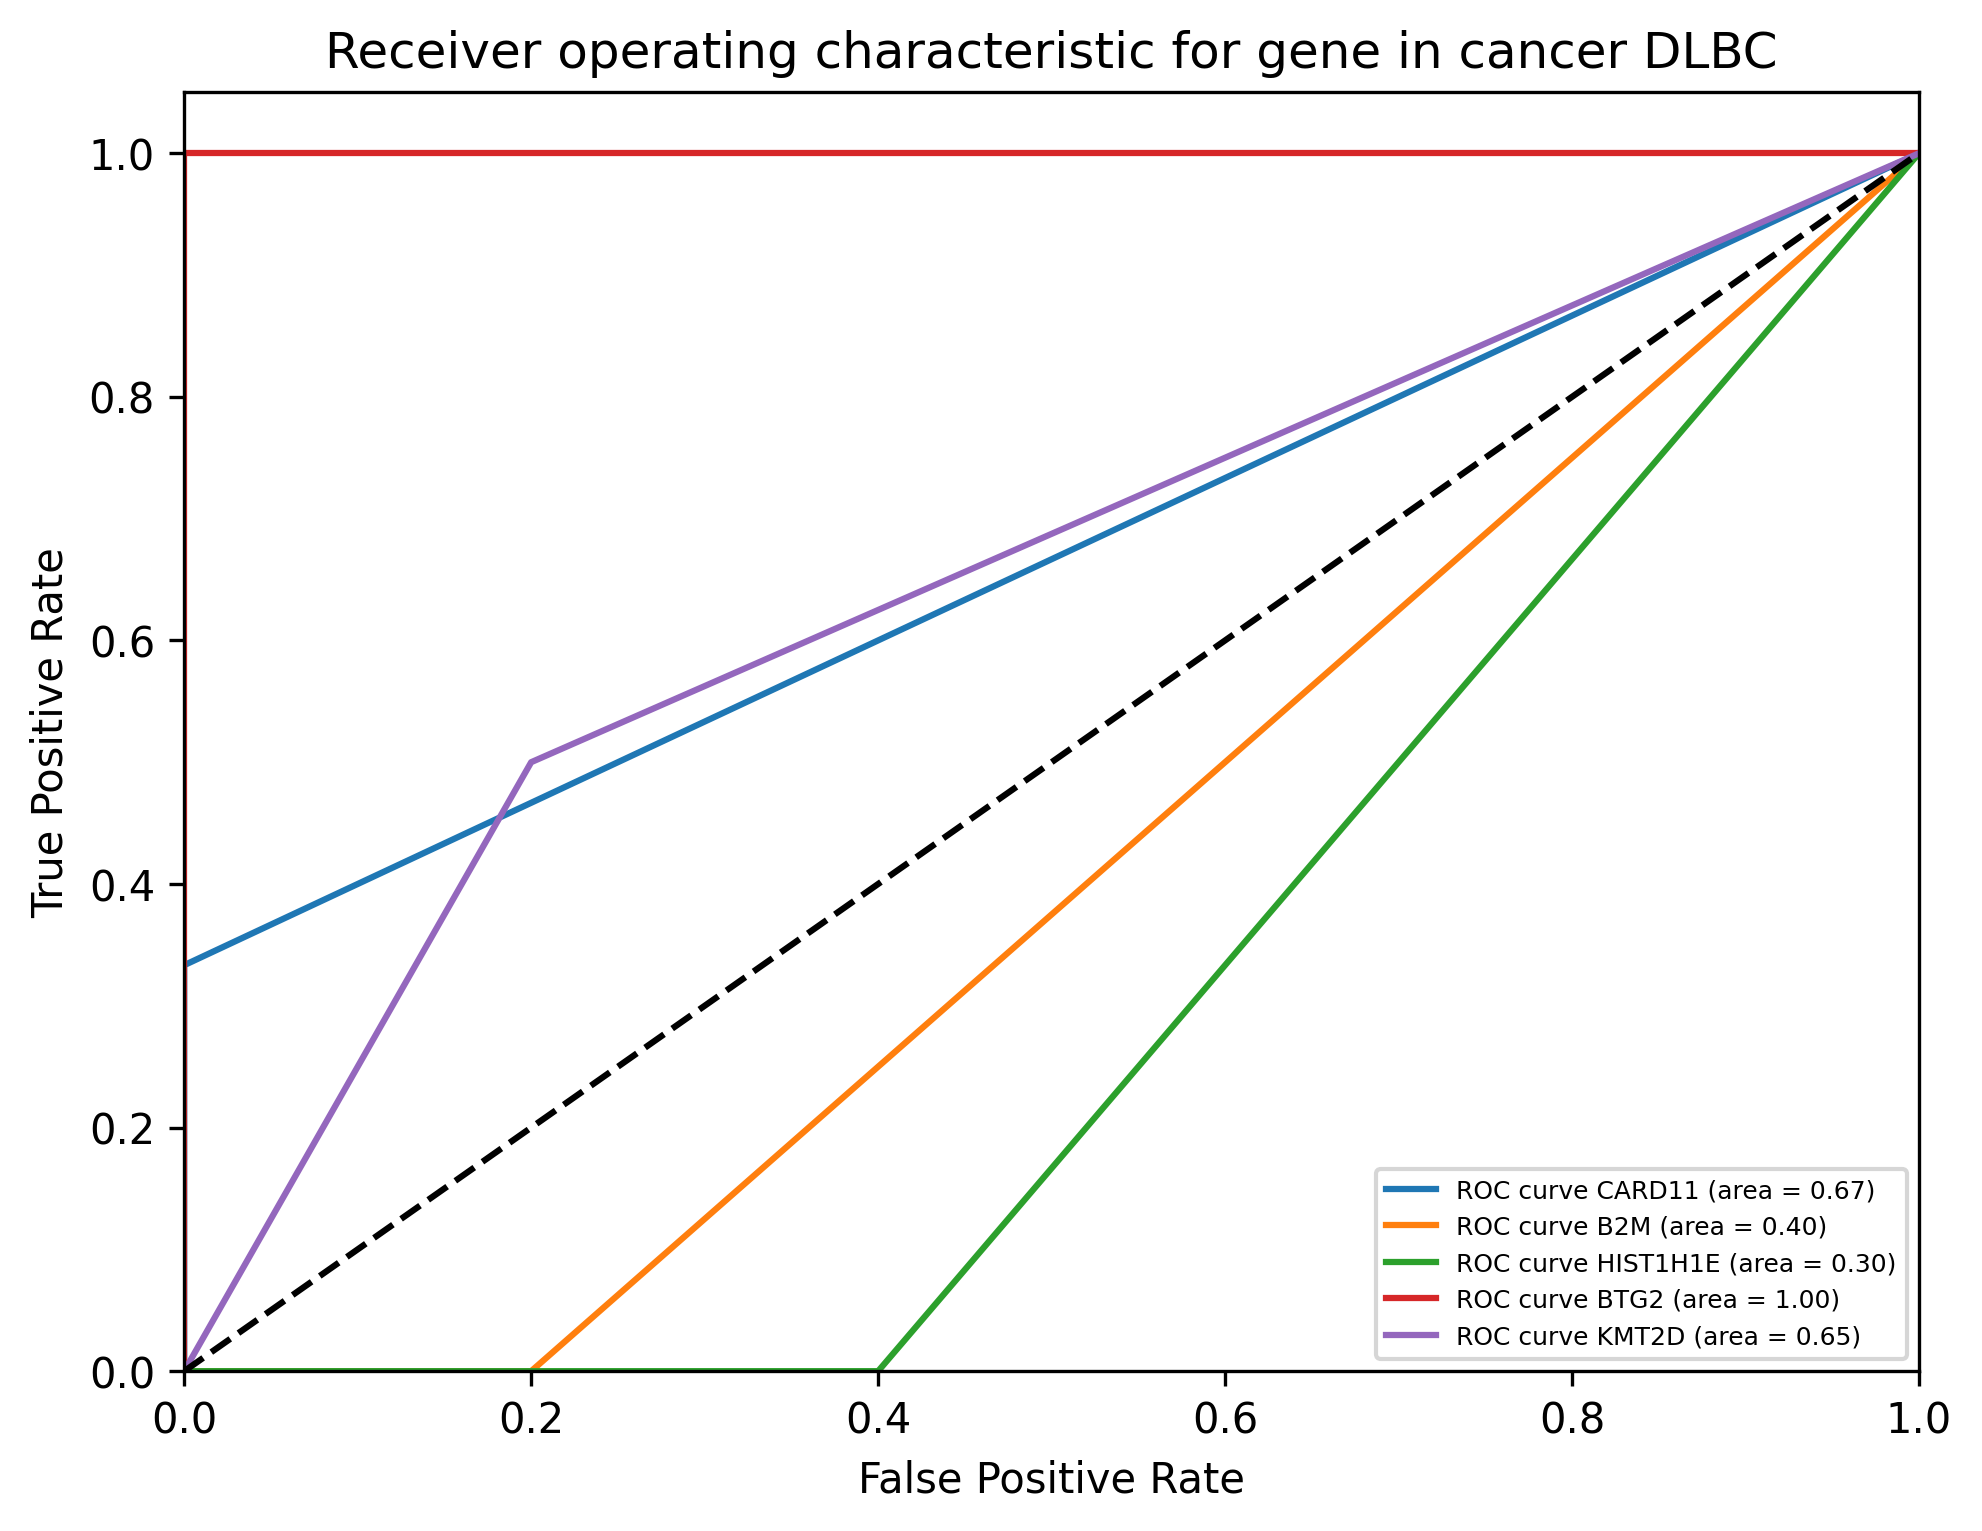 Receiver operating characteristic for gene in cancer DLBC
1.0
0.8
0.6
0.4
0.2
0.0
True Positive Rate
0.0 0.2 0.4 0.6 0.8 1.0
False Positive Rate
ROC curve CARD11 (area = 0.67)
ROC curve B2M (area = 0.40)
ROC curve HIST1H1E (area = 0.30)
ROC curve BTG2 (area = 1.00)
ROC curve KMT2D (area = 0.65)